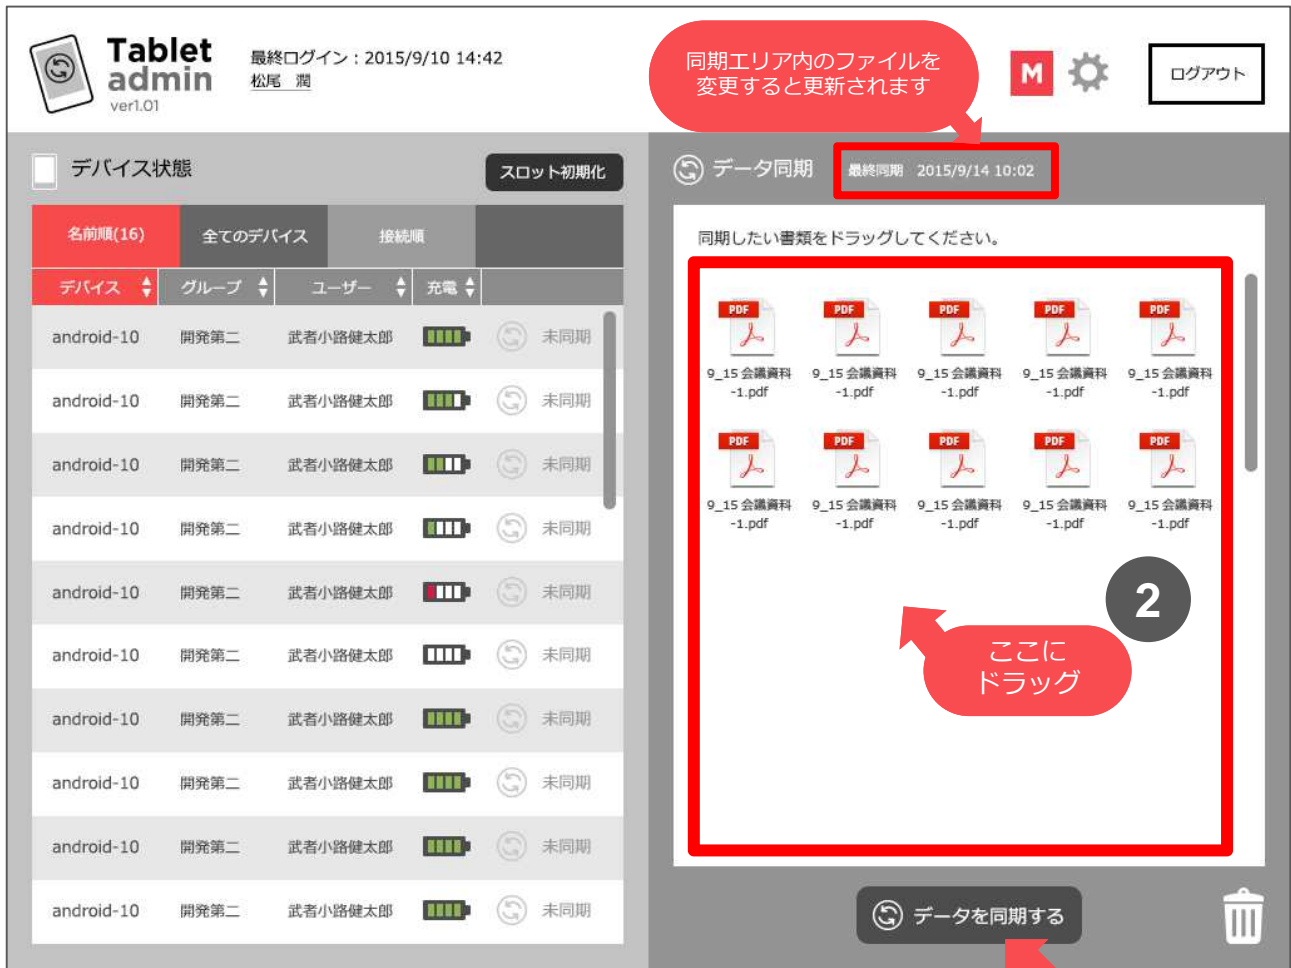 Tablet
admin
ver1.01
最終ログイン：2015/9/10 14:42
松尾 潤
同期エリア内のファイルを
変更すると更新されます
M
ログアウト
デバイス状態
スロット初期化
名前順(16)
全てのデバイス
接続順
デバイス
グループ
ユーザー
充電
android-10 開発第二 武者小路健太郎 未同期
android-10 開発第二 武者小路健太郎 未同期
android-10 開発第二 武者小路健太郎 未同期
android-10 開発第二 武者小路健太郎 未同期
android-10 開発第二 武者小路健太郎 未同期
android-10 開発第二 武者小路健太郎 未同期
android-10 開発第二 武者小路健太郎 未同期
android-10 開発第二 武者小路健太郎 未同期
android-10 開発第二 武者小路健太郎 未同期
android-10 開発第二 武者小路健太郎 未同期
データ同期
最終同期 2015/9/14 10:02
同期したい書類をドラッグしてください。
PDF PDF PDF PDF PDF
9_15 会議資料 9_15 会議資料 9_15 会議資料 9_15 会議資料 9_15 会議資料
-1.pdf -1.pdf -1.pdf -1.pdf -1.pdf
PDF PDF PDF PDF PDF
9_15 会議資料 9_15 会議資料 9_15 会議資料 9_15 会議資料 9_15 会議資料
-1.pdf -1.pdf -1.pdf -1.pdf -1.pdf
2
ここに
ドラッグ
データを同期する